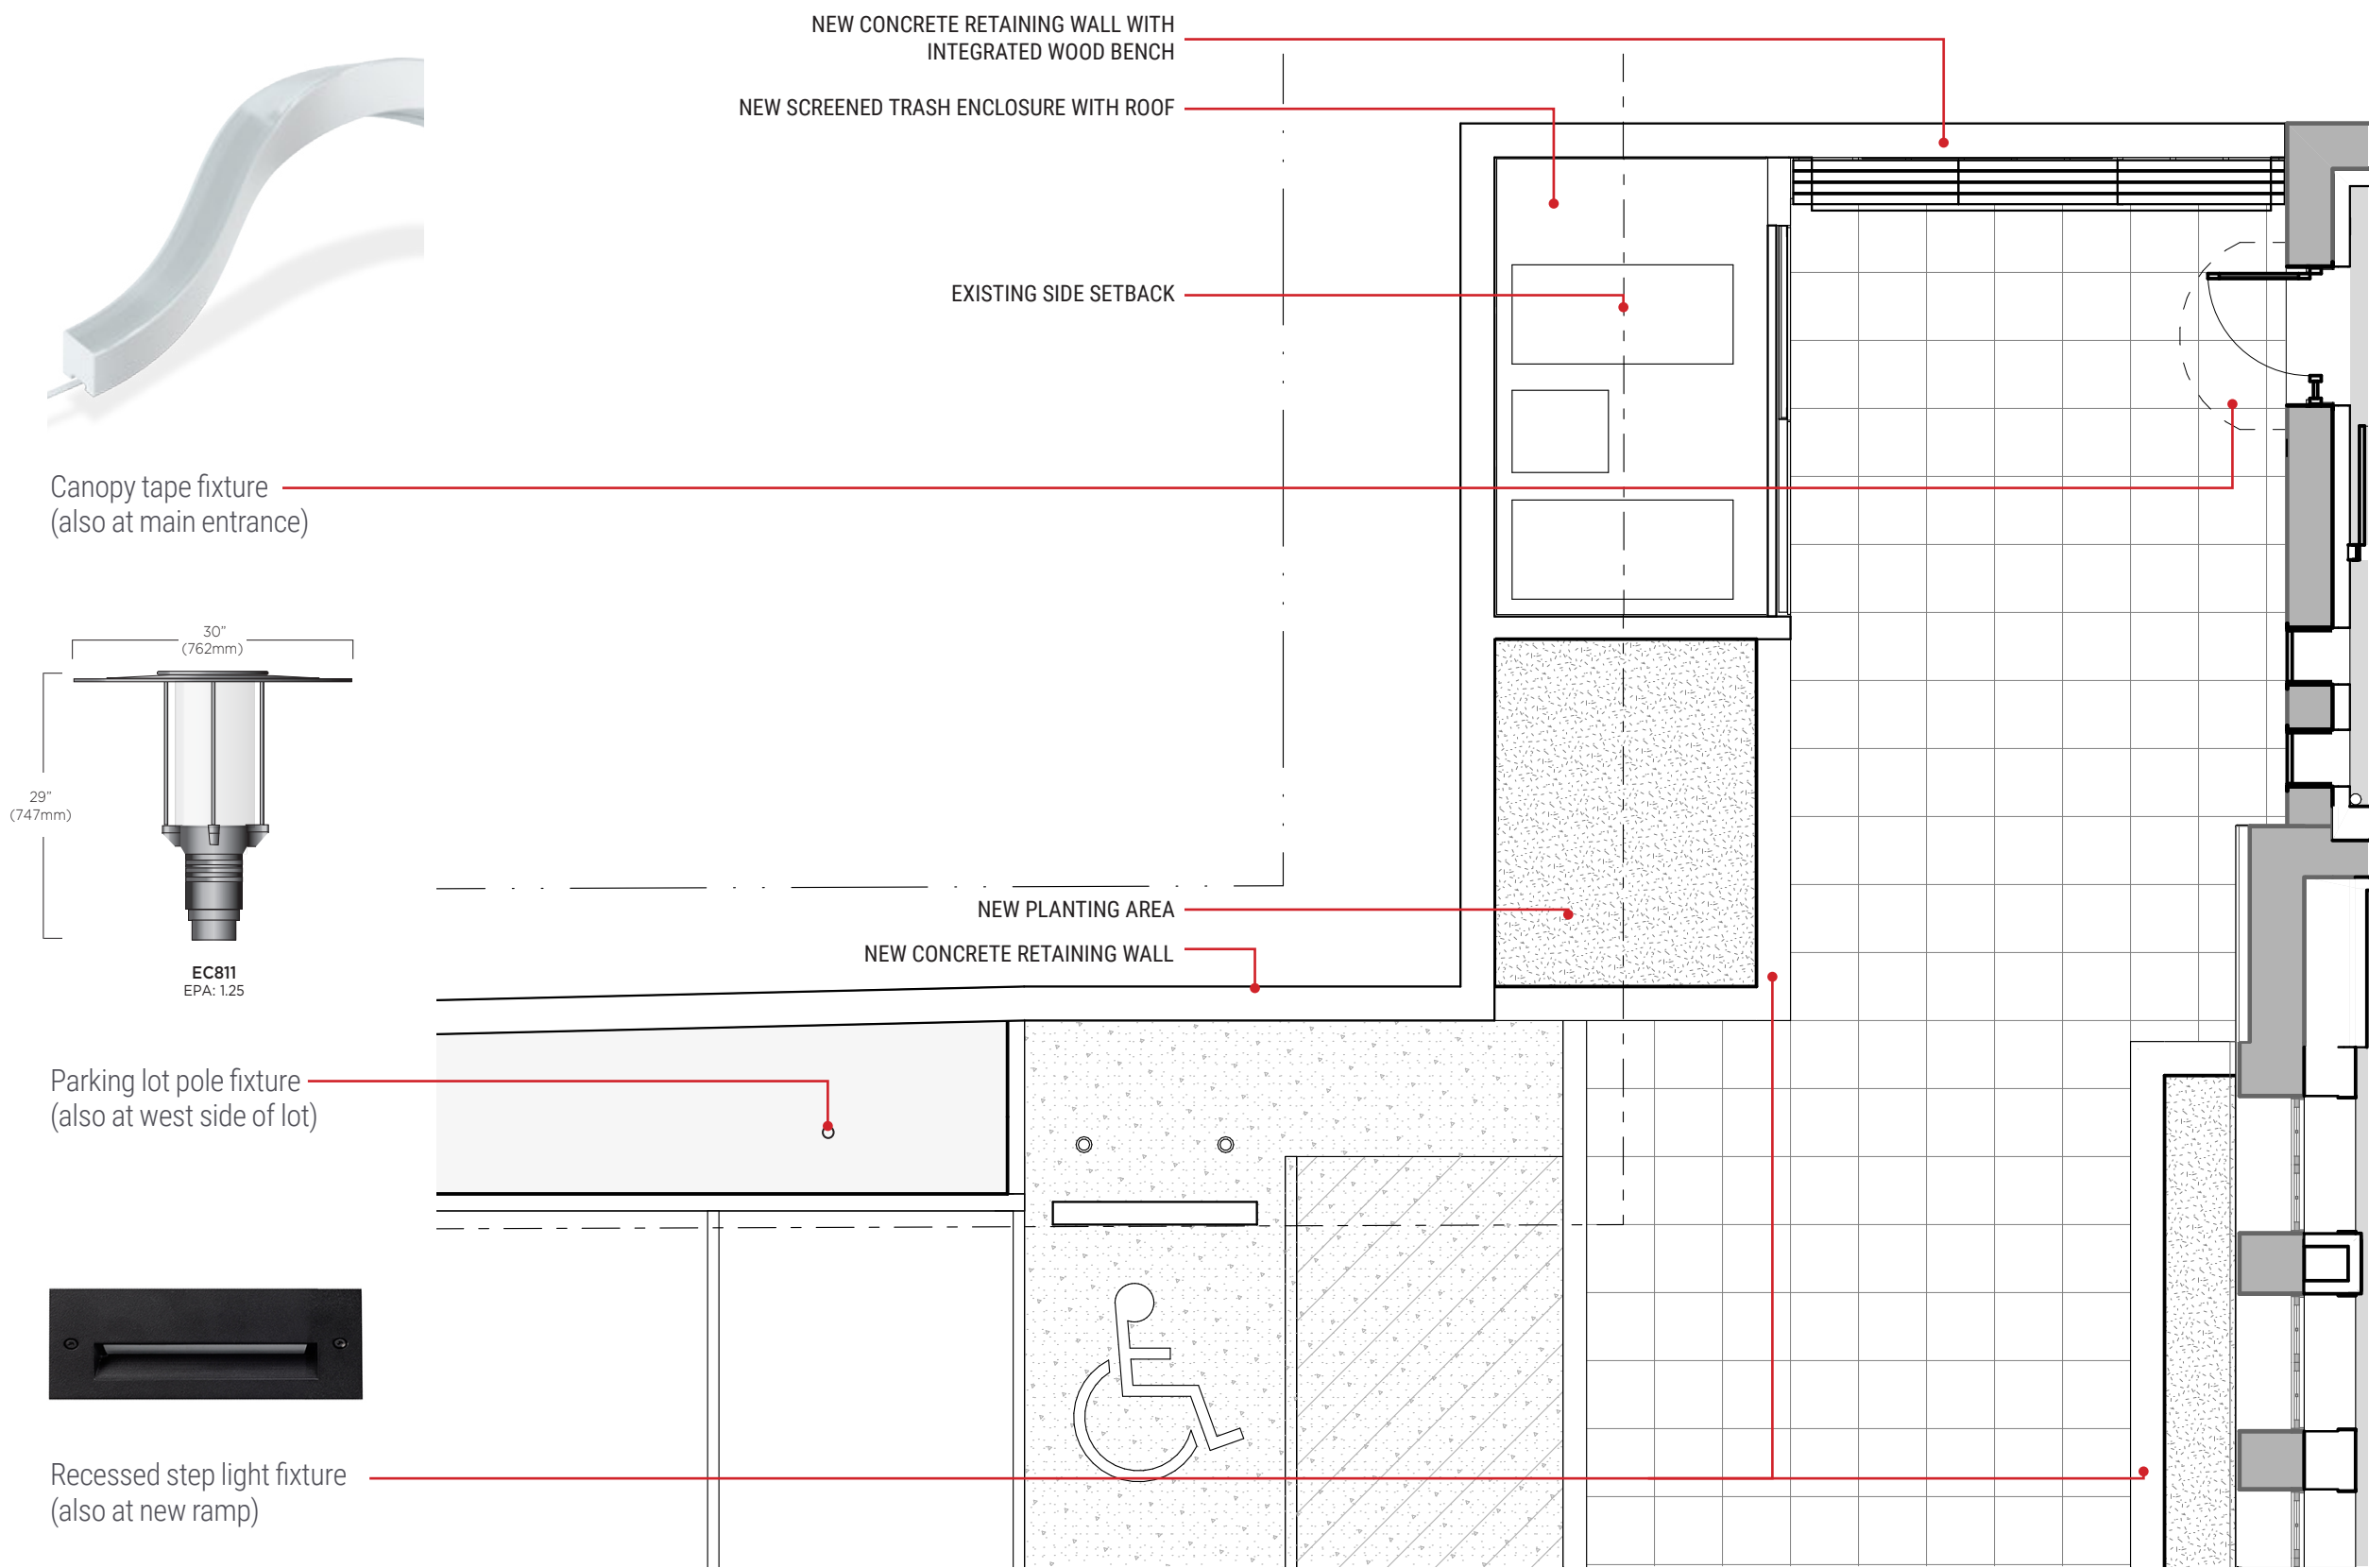 NEW CONCRETE RETAINING WALL WITH
INTEGRATED WOOD BENCH
NEW SCREENED TRASH ENCLOSURE WITH ROOF
EXISTING SIDE SETBACK
Canopy tape fixture
(also at main entrance)
30"
(762mm)
29"
(747mm)
EC811
EPA: 1.25
NEW PLANTING AREA
NEW CONCRETE RETAINING WALL
Parking lot pole fixture
(also at west side of lot)
Recessed step light fixture
(also at new ramp)